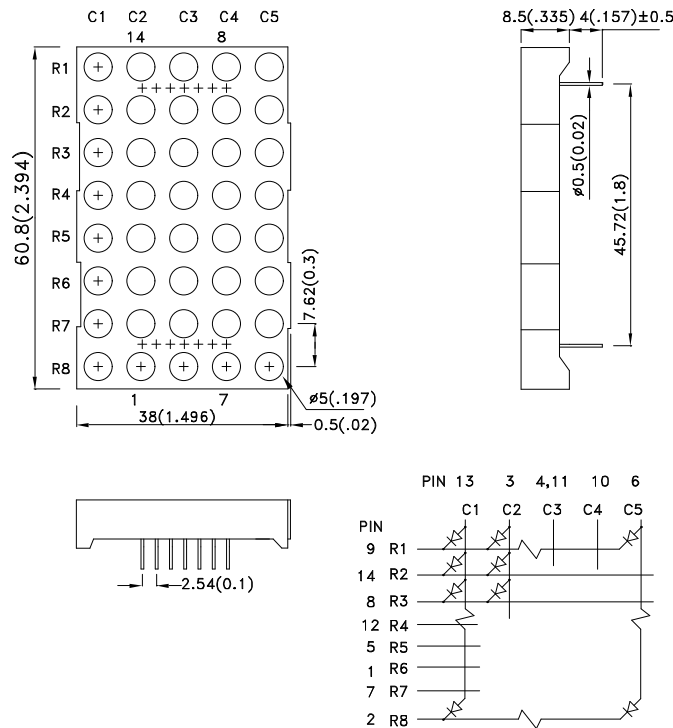 C1 C2 C3 C4 C5
14 8
R1
R2
R3
R4
R5
R6
R7
R8
60.8(2.394)
7.62(0.3)
1 7
ø5(.197)
38(1.496)
0.5(.02)
8.5(.335) 4(.157)±0.5
ø0.5(0.02)
45.72(1.8)
2.54(0.1)
PIN 13 3 4,11 10 6
C1 C2 C3 C4 C5
PIN
9 R1
14 R2
8 R3
12 R4
5 R5
1 R6
7 R7
2 R8